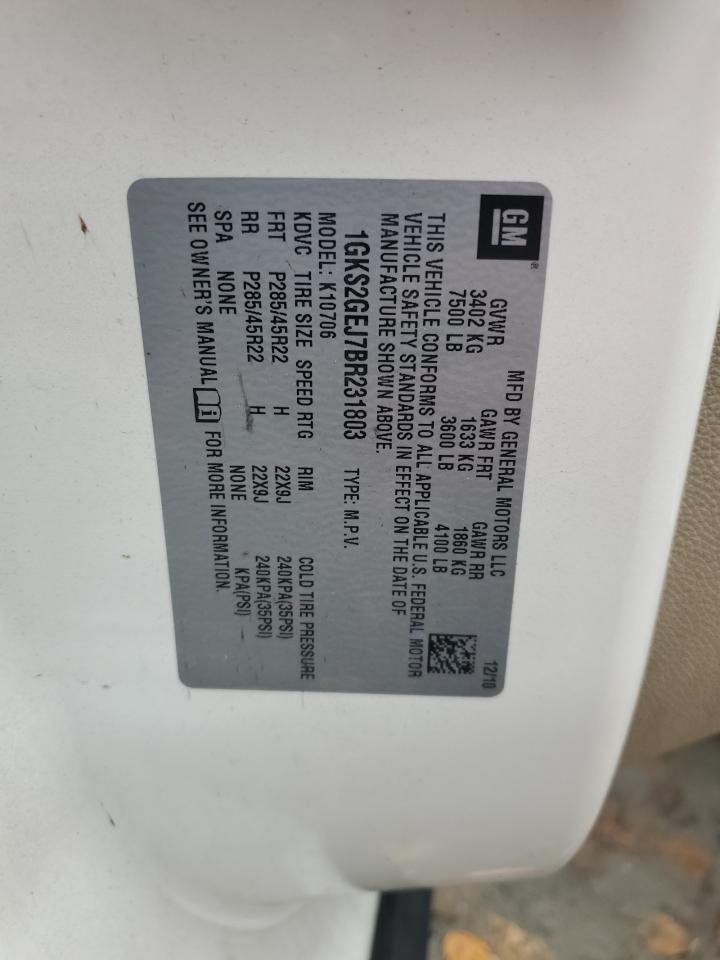 GM®
MFD BY GENERAL MOTORS LLC 12/10
GVWR GAWR FRT GAWR RR
3402 KG 1633 KG 1860 KG
7500 LB 3600 LB 4100 LB
THIS VEHICLE CONFORMS TO ALL APPLICABLE U.S. FEDERAL MOTOR
VEHICLE SAFETY STANDARDS IN EFFECT ON THE DATE OF
MANUFACTURE SHOWN ABOVE.
1GKS2GEJ7BR231803 TYPE: M.P.V.
MODEL: K10706
KDVC TIRE SIZE SPEED RTG RIM COLD TIRE PRESSURE
FRT P285/45R22 H 22X9J 240KPA(35PSI)
RR P285/45R22 H 22X9J 240KPA(35PSI)
SPA NONE NONE KPA(PSI)
SEE OWNER'S MANUAL FOR MORE INFORMATION.